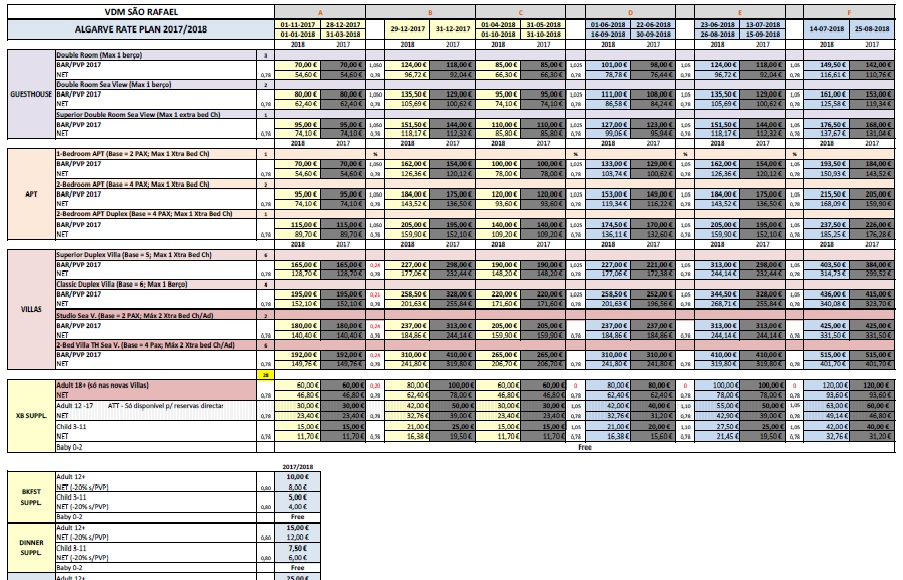 VDM SÃO RAFAEL A B C D E F
ALGARVE RATE PLAN 2017/2018 01-11-2017 28-12-2017 29-12-2017 31-12-2017 01-04-2018 31-05-2018 01-06-2018 22-06-2018 23-06-2018 13-07-2018 14-07-2018 25-08-2018
01-01-2018 31-03-2018 01-10-2018 31-10-2018 16-09-2018 30-09-2018 26-08-2018 15-09-2018
2018 2017 2018 2017 2018 2017 2018 2017 2018 2017 2018 2017
GUESTHOUSE
Double Room (Max 1 berço) 3
BAR/PVP 2017 70,00 € 70,00 € 1,050 124,00 € 118,00 € 85,00 € 85,00 € 1,025 101,00 € 98,00 € 1,05 124,00 € 118,00 € 1,05 149,50 € 142,00 €
NET 0,78 54,60 € 54,60 € 0,78 96,72 € 92,04 € 66,30 € 66,30 € 0,78 78,78 € 76,44 € 0,78 96,72 € 92,04 € 0,78 116,61 € 110,76 €
Double Room Sea View (Max 1 berço) 2
BAR/PVP 2017 80,00 € 80,00 € 1,050 135,50 € 129,00 € 95,00 € 95,00 € 1,025 111,00 € 108,00 € 1,05 135,50 € 129,00 € 1,05 161,00 € 153,00 €
NET 0,78 62,40 € 62,40 € 0,78 105,69 € 100,62 € 74,10 € 74,10 € 0,78 86,58 € 84,24 € 0,78 105,69 € 100,62 € 0,78 125,58 € 119,34 €
Superior Double Room Sea View (Max 1 extra bed Ch) 1
BAR/PVP 2017 95,00 € 95,00 € 1,050 151,50 € 144,00 € 110,00 € 110,00 € 1,025 127,00 € 123,00 € 1,05 151,50 € 144,00 € 1,05 176,50 € 168,00 €
NET 0,78 74,10 € 74,10 € 0,78 118,17 € 112,32 € 85,80 € 85,80 € 0,78 99,06 € 95,94 € 0,78 118,17 € 112,32 € 0,78 137,67 € 131,04 €
2018 2017 2018 2017 2018 2017 2018 2017 2018 2017 2018 2017
APT
1-Bedroom APT (Base = 2 PAX; Max 1 Xtra Bed Ch) 1 % % % %
BAR/PVP 2017 70,00 € 70,00 € 1,050 162,00 € 154,00 € 100,00 € 100,00 € 1,025 133,00 € 129,00 € 1,05 162,00 € 154,00 € 1,05 193,50 € 184,00 €
NET 0,78 54,60 € 54,60 € 0,78 126,36 € 120,12 € 78,00 € 78,00 € 0,78 103,74 € 100,62 € 0,78 126,36 € 120,12 € 0,78 150,93 € 143,52 €
2-Bedroom APT (Base = 4 PAX; Max 1 Xtra Bed Ch) 2
BAR/PVP 2017 95,00 € 95,00 € 1,050 184,00 € 175,00 € 120,00 € 120,00 € 1,025 153,00 € 149,00 € 1,05 184,00 € 175,00 € 1,05 215,50 € 205,00 €
NET 0,78 74,10 € 74,10 € 0,78 143,52 € 136,50 € 93,60 € 93,60 € 0,78 119,34 € 116,22 € 0,78 143,52 € 136,50 € 0,78 168,09 € 159,90 €
2-Bedroom APT Duplex (Base = 4 PAX; Max 1 Xtra Bed Ch) 1
BAR/PVP 2017 115,00 € 115,00 € 1,050 205,00 € 195,00 € 140,00 € 140,00 € 1,025 174,50 € 170,00 € 1,05 205,00 € 195,00 € 1,05 237,50 € 226,00 €
NET 0,78 89,70 € 89,70 € 0,78 159,90 € 152,10 € 109,20 € 109,20 € 0,78 136,11 € 132,60 € 0,78 159,90 € 152,10 € 0,78 185,25 € 176,28 €
2018 2017 2018 2017 2018 2017 2018 2017 2018 2017 2018 2017
VILLAS
Superior Duplex Villa (Base = 5; Max 1 Xtra Bed Ch) 6
BAR/PVP 2017 165,00 € 165,00 € 0,24 227,00 € 298,00 € 190,00 € 190,00 € 1,025 227,00 € 221,00 € 1,05 313,00 € 298,00 € 1,05 403,50 € 384,00 €
NET 0,78 128,70 € 128,70 € 0,78 177,06 € 232,44 € 148,20 € 148,20 € 0,78 177,06 € 172,38 € 0,78 244,14 € 232,44 € 0,78 314,73 € 299,52 €
Classic Duplex Villa (Base = 6; Max 1 Berço) 4
BAR/PVP 2017 195,00 € 195,00 € 0,21 258,50 € 328,00 € 220,00 € 220,00 € 1,025 258,50 € 252,00 € 1,05 344,50 € 328,00 € 1,05 436,00 € 415,00 €
NET 0,78 152,10 € 152,10 € 0,78 201,63 € 255,84 € 171,60 € 171,60 € 0,78 201,63 € 196,56 € 0,78 268,71 € 255,84 € 0,78 340,08 € 323,70 €
Studio Sea V. (Base = 2 PAX; Máx 2 Xtra Bed Ch/Ad) 2
BAR/PVP 2017 180,00 € 180,00 € 0,24 237,00 € 313,00 € 205,00 € 205,00 € 237,00 € 237,00 € 313,00 € 313,00 € 425,00 € 425,00 €
NET 0,78 140,40 € 140,40 € 0,78 184,86 € 244,14 € 159,90 € 159,90 € 0,78 184,86 € 184,86 € 0,78 244,14 € 244,14 € 0,78 331,50 € 331,50 €
2-Bed Villa TH Sea V. (Base = 4 Pax; Máx 2 Xtra bed Ch/Ad) 6
BAR/PVP 2017 192,00 € 192,00 € 0,24 310,00 € 410,00 € 265,00 € 265,00 € 310,00 € 310,00 € 410,00 € 410,00 € 515,00 € 515,00 €
NET 0,78 149,76 € 149,76 € 0,78 241,80 € 319,80 € 206,70 € 206,70 € 0,78 241,80 € 241,80 € 0,78 319,80 € 319,80 € 0,78 401,70 € 401,70 €
28
XB SUPPL.
Adult 18+ (só nas novas Villas) 60,00 € 60,00 € 0,20 80,00 € 100,00 € 60,00 € 60,00 € 0 80,00 € 80,00 € 0 100,00 € 100,00 € 0 120,00 € 120,00 €
NET 46,80 € 46,80 € 0,78 62,40 € 78,00 € 46,80 € 46,80 € 0,78 62,40 € 62,40 € 0,78 78,00 € 78,00 € 0,78 93,60 € 93,60 €
Adult 12 -17 ATT - Só disponível p/ reservas directas 30,00 € 30,00 € 42,00 € 50,00 € 30,00 € 30,00 € 1,05 42,00 € 40,00 € 1,10 55,00 € 50,00 € 1,05 63,00 € 60,00 €
NET 0,78 23,40 € 23,40 € 0,78 32,76 € 39,00 € 23,40 € 23,40 € 0,78 32,76 € 31,20 € 0,78 42,90 € 39,00 € 0,78 49,14 € 46,80 €
Child 3-11 15,00 € 15,00 € 21,00 € 25,00 € 15,00 € 15,00 € 1,05 21,00 € 20,00 € 1,10 27,50 € 25,00 € 1,05 42,00 € 40,00 €
NET 0,78 11,70 € 11,70 € 0,78 16,38 € 19,50 € 11,70 € 11,70 € 0,78 16,38 € 15,60 € 0,78 21,45 € 19,50 € 0,78 32,76 € 31,20 €
Baby 0-2 Free
2017/2018
BKFST SUPPL.
Adult 12+ 10,00 €
NET (-20% s/PVP) 0,80 8,00 €
Child 3-11 5,00 €
NET (-20% s/PVP) 4,00 €
Baby 0-2 Free
DINNER SUPPL.
Adult 12+ 15,00 €
NET (-20% s/PVP) 0,80 12,00 €
Child 3-11 7,50 €
NET (-20% s/PVP) 0,80 6,00 €
Baby 0-2 Free
Adult 12+ 25,00 €